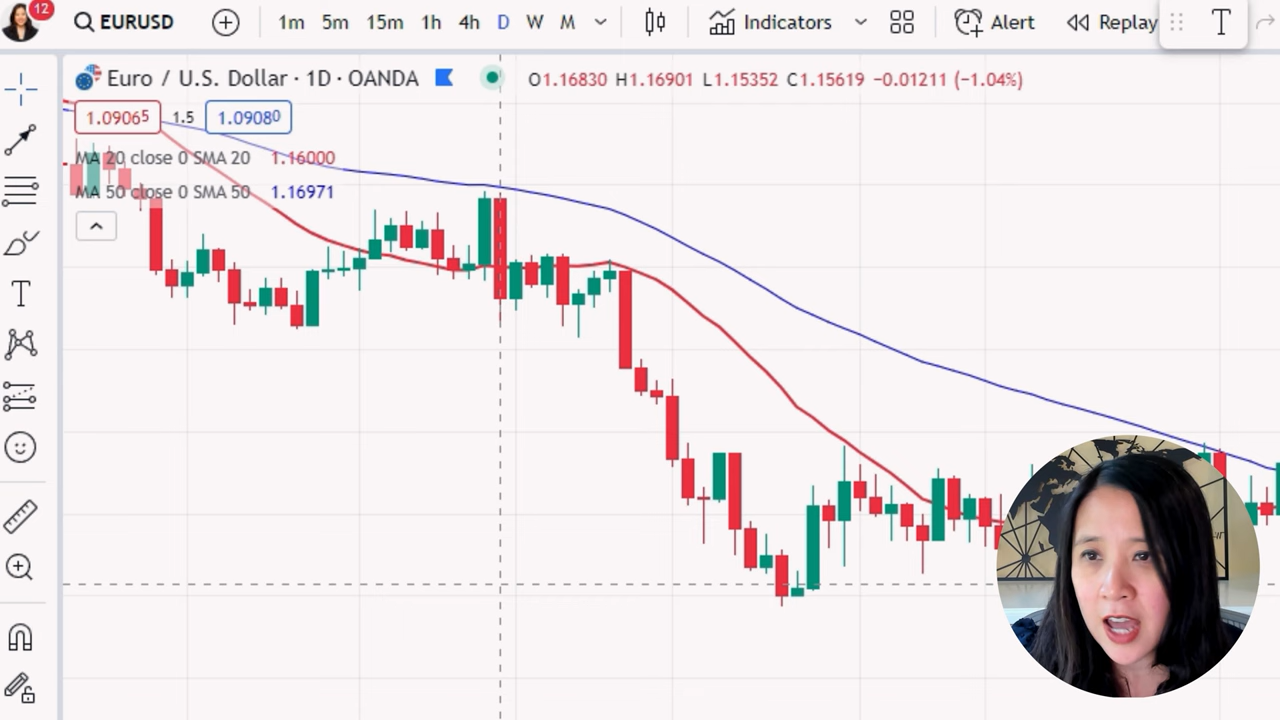 12 EURUSD 1m 5m 15m 1h 4h D W M Indicators Alert Replay
Euro / U.S. Dollar · 1D · OANDA O1.16830 H1.16901 L1.15352 C1.15619 −0.01211 (−1.04%)
1.09065 1.5 1.09080
MA 20 close 0 SMA 20 1.16000
MA 50 close 0 SMA 50 1.16971